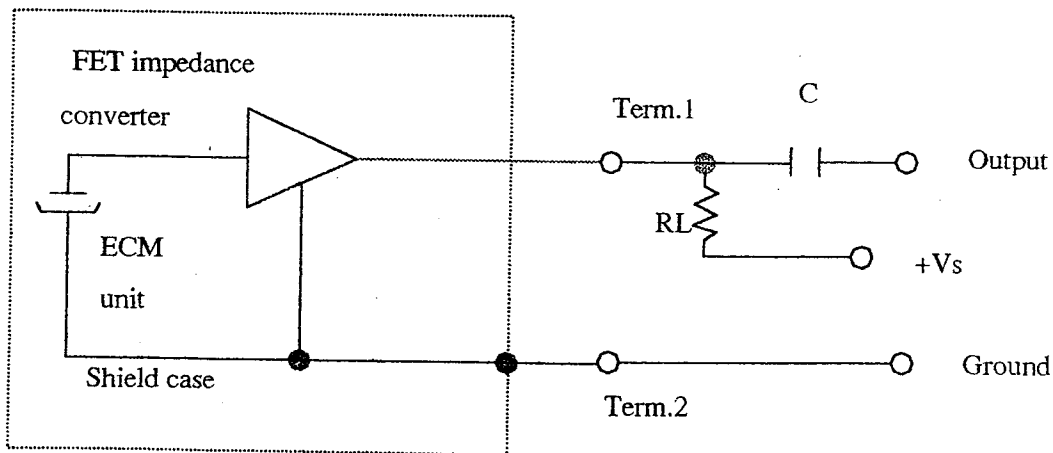 FET impedance
converter
Term.1
C
Output
RL
+Vs
ECM
unit
Shield case
Term.2
Ground